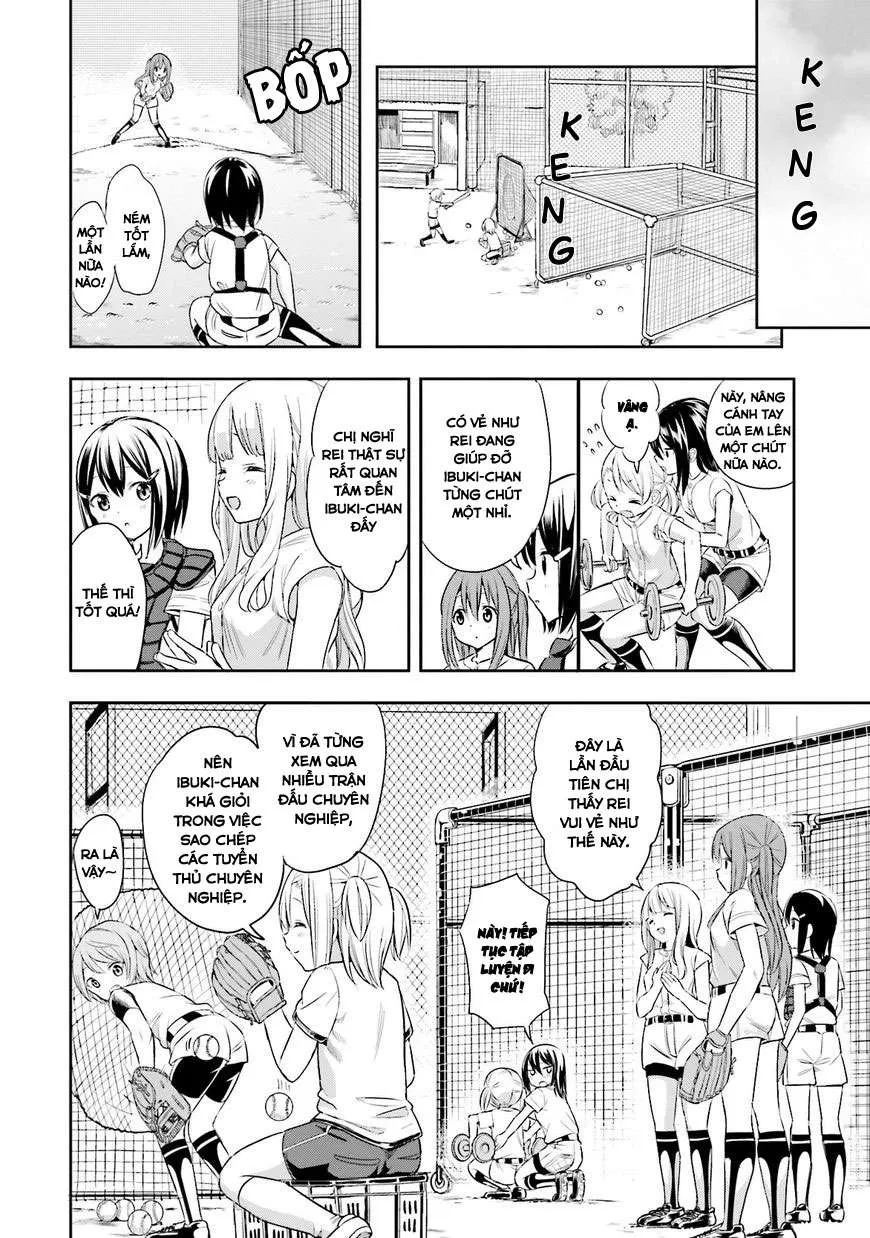 KENG
KENG
BỐP
NÉM
TỐT
LẮM,
MỘT
LẦN
NỮA
NÀO!
NÀY, NÂNG
CÁNH TAY
CỦA EM LÊN
MỘT CHÚT
NỮA NÀO.
VÂNG
Ạ.
CÓ VẺ NHƯ
REI ĐANG
GIÚP ĐỠ
IBUKI-CHAN
TỪNG CHÚT
MỘT NHỈ.
CHỊ NGHĨ
REI THẬT SỰ
RẤT QUAN
TÂM ĐẾN
IBUKI-CHAN
ĐẤY
THẾ THÌ
TỐT QUÁ!
ĐÂY LÀ
LẦN ĐẦU
TIÊN CHỊ
THẤY REI
VUI VẺ NHƯ
THẾ NÀY.
NÀY! TIẾP
TỤC TẬP
LUYỆN ĐI
CHỨ!
VÌ ĐÃ TỪNG
XEM QUA
NHIỀU TRẬN
ĐẤU CHUYÊN
NGHIỆP,
NÊN
IBUKI-CHAN
KHÁ GIỎI
TRONG VIỆC
SAO CHÉP
CÁC TUYỂN
THỦ CHUYÊN
NGHIỆP.
RA LÀ
VẬY~